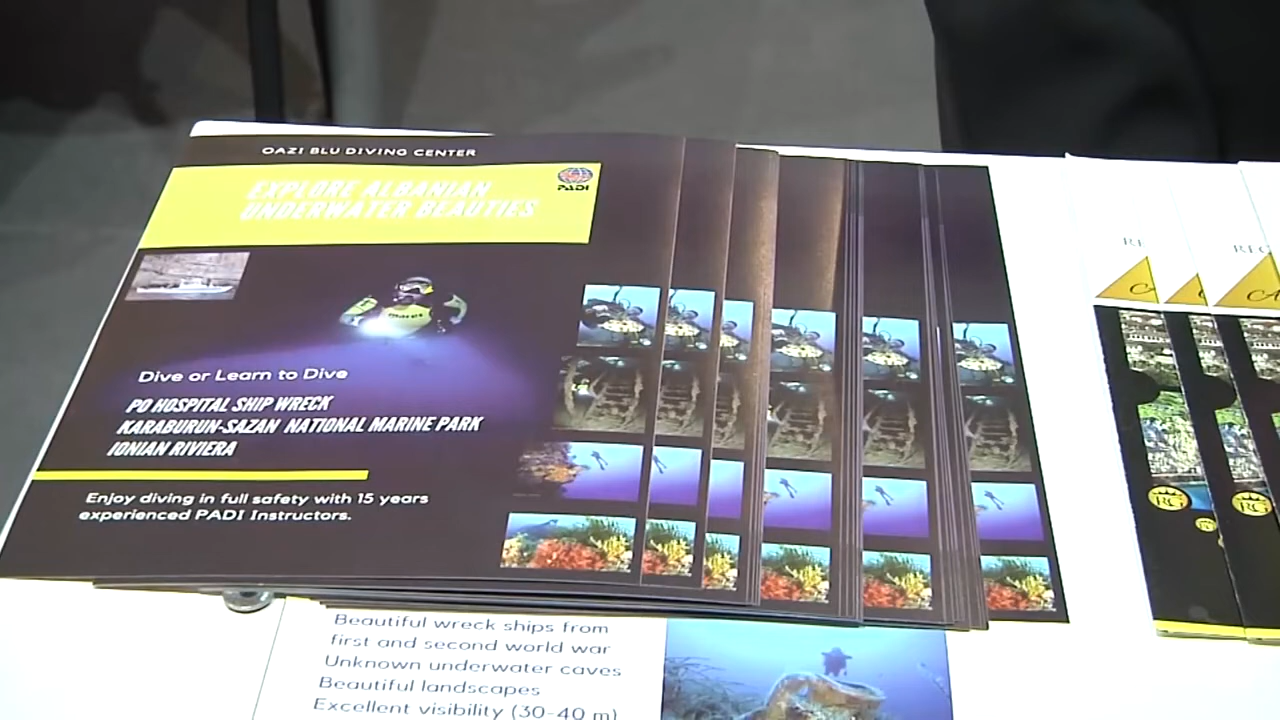 OAZI BLU DIVING CENTER
EXPLORE ALBANIAN
UNDERWATER BEAUTIES
PADI
Dive or Learn to Dive
PO HOSPITAL SHIP WRECK
KARABURUN-SAZAN NATIONAL MARINE PARK
IONIAN RIVIERA
Enjoy diving in full safety with 15 years
experienced PADI Instructors.
Beautiful wreck ships from
first and second world war
Unknown underwater caves
Beautiful landscapes
Excellent visibility (30-40 m)
RG
RG